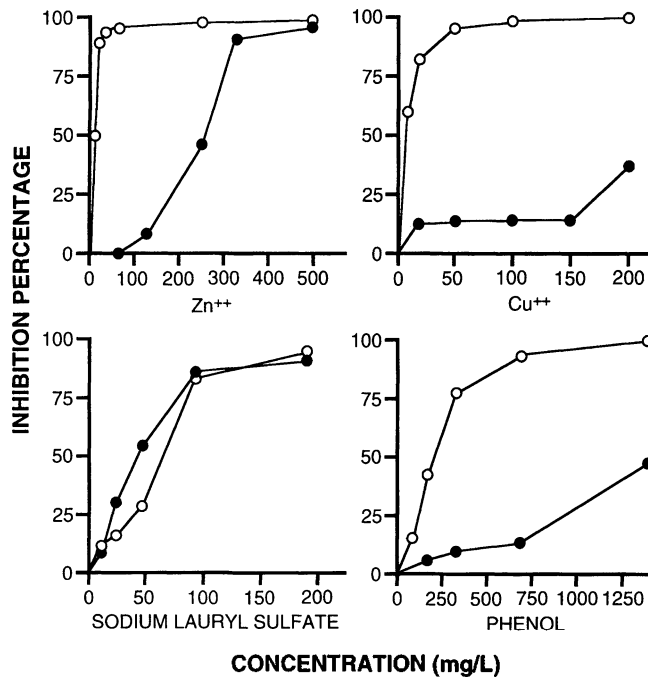 INHIBITION PERCENTAGE
100
75
50
25
0
0 100 200 300 400 500
Zn++
100
75
50
25
0
0 50 100 150 200
Cu++
100
75
50
25
0
0 50 100 150 200
SODIUM LAURYL SULFATE
100
75
50
25
0
0 250 500 750 1000 1250
PHENOL
CONCENTRATION (mg/L)